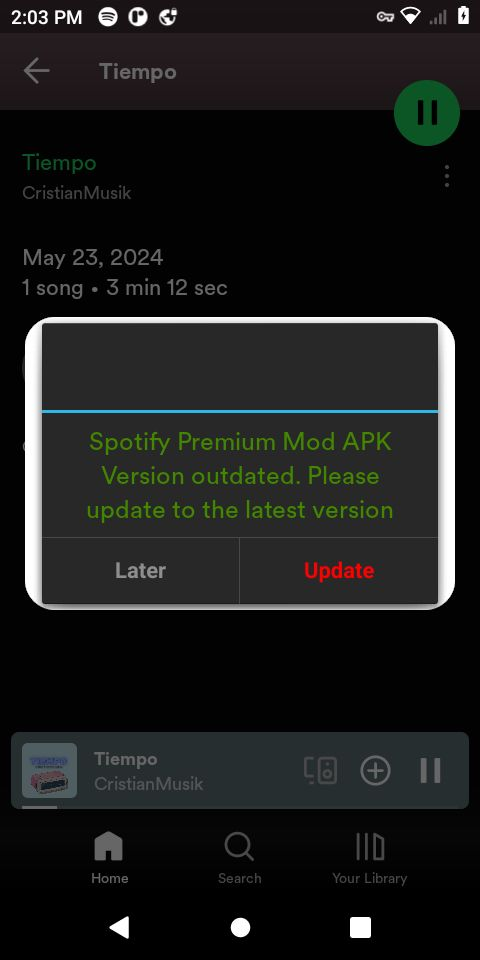 2:03 PM
Tiempo
Tiempo
CristianMusik
May 23, 2024
1 song • 3 min 12 sec
Spotify Premium Mod APK
Version outdated. Please
update to the latest version
Later
Update
Tiempo
CristianMusik
Home
Search
Your Library